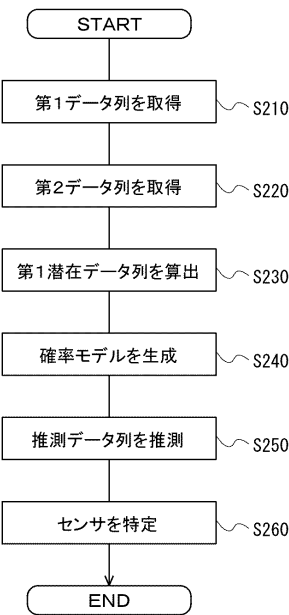 START
第1データ列を取得
S210
第2データ列を取得
S220
第1潜在データ列を算出
S230
確率モデルを生成
S240
推測データ列を推測
S250
センサを特定
S260
END